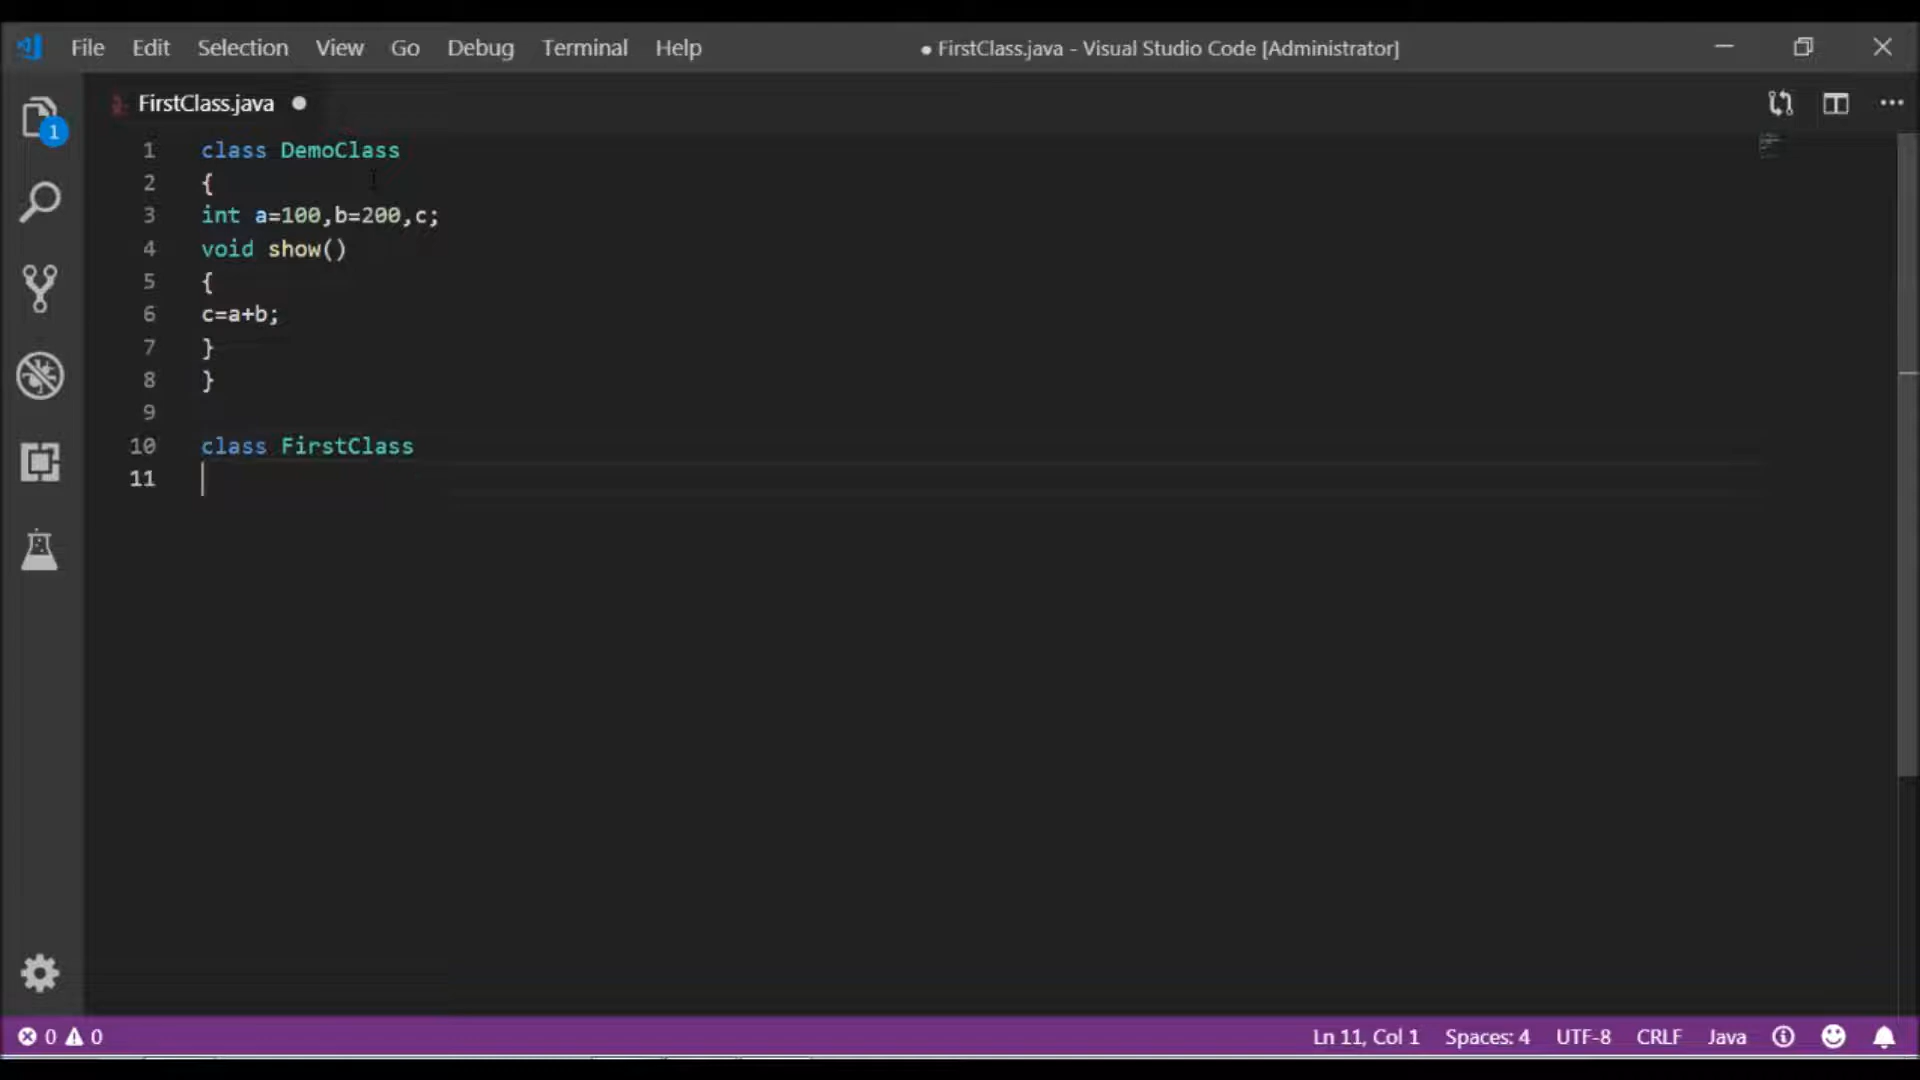 File Edit Selection View Go Debug Terminal Help ● FirstClass.java - Visual Studio Code [Administrator]
FirstClass.java ●
1
1 class DemoClass
2 {
3 int a=100,b=200,c;
4 void show()
5 {
6 c=a+b;
7 }
8 }
9
10 class FirstClass
11
0 0 Ln 11, Col 1 Spaces: 4 UTF-8 CRLF Java